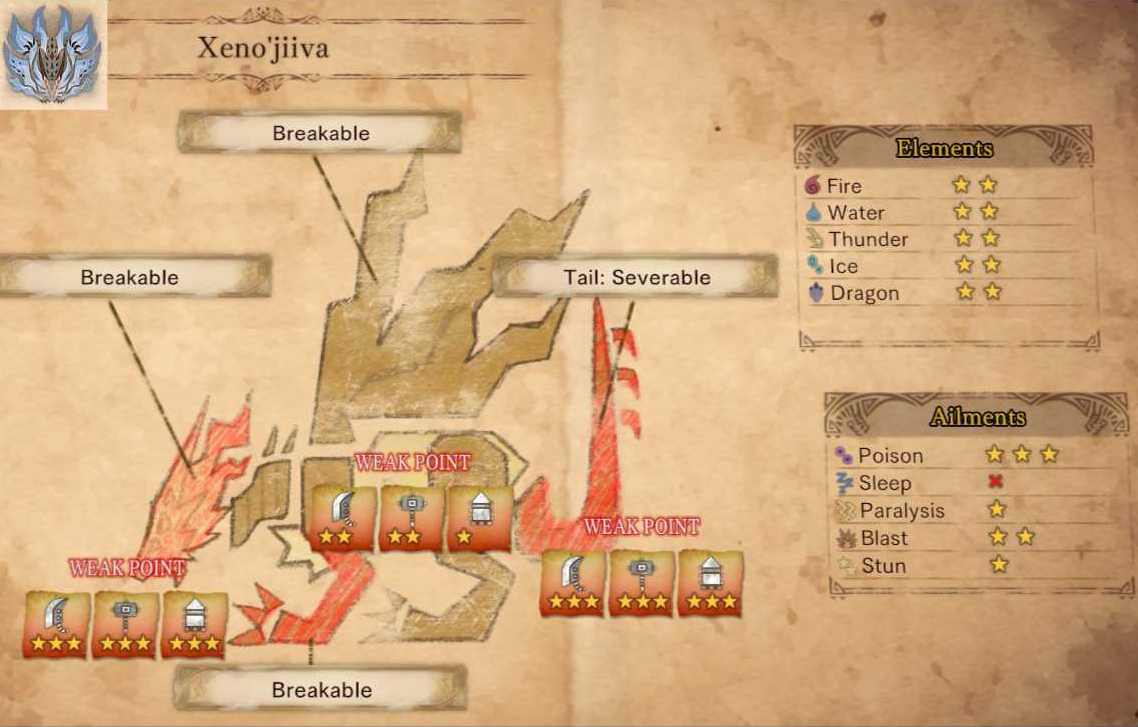 Xeno'jiiva
Breakable
Breakable
Tail: Severable
WEAK POINT
WEAK POINT
WEAK POINT
Breakable
Elements
Fire
Water
Thunder
Ice
Dragon
Ailments
Poison
Sleep
Paralysis
Blast
Stun